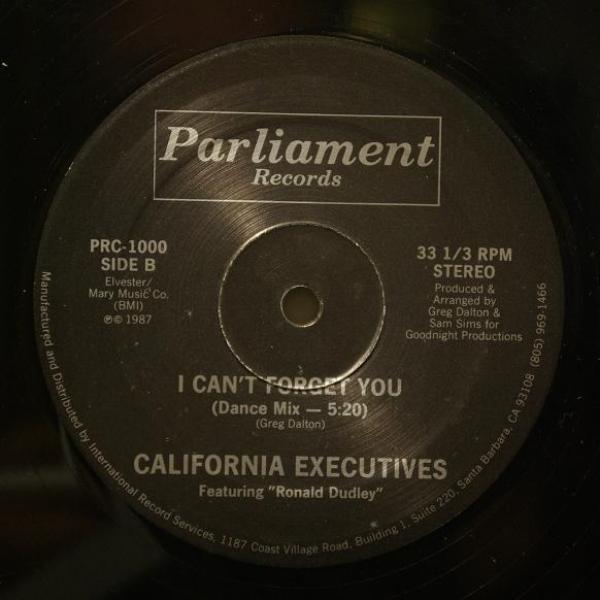 Parliament
Records
PRC-1000
SIDE B
Elvester/
Mary Music Co.
(BMI)
℗© 1987
33 1/3 RPM
STEREO
Produced &
Arranged by
Greg Dalton &
Sam Sims for
Goodnight Productions
I CAN'T FORGET YOU
(Dance Mix — 5:20)
(Greg Dalton)
CALIFORNIA EXECUTIVES
Featuring "Ronald Dudley"
Manufactured and Distributed by International Record Services, 1187 Coast Village Road, Building 1, Suite 220, Santa Barbara, CA 93108 (805) 969-1466